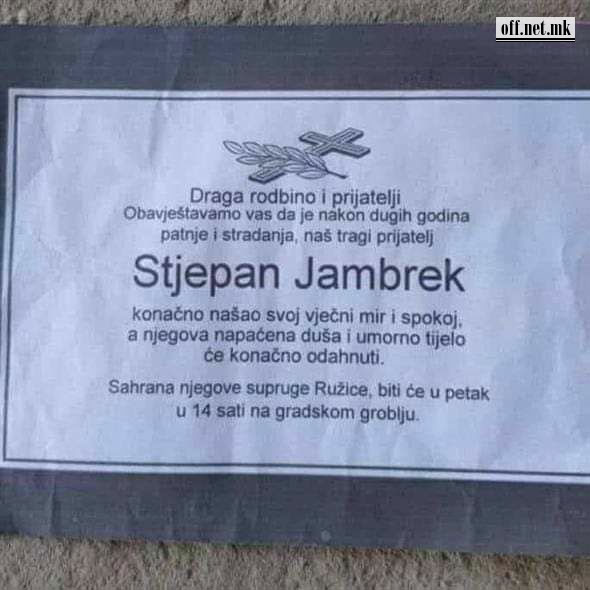 off.net.mk
Draga rodbino i prijatelji
Obavještavamo vas da je nakon dugih godina
patnje i stradanja, naš tragi prijatelj
Stjepan Jambrek
konačno našao svoj vječni mir i spokoj,
a njegova napaćena duša i umorno tijelo
će konačno odahnuti.
Sahrana njegove supruge Ružice, biti će u petak
u 14 sati na gradskom groblju.